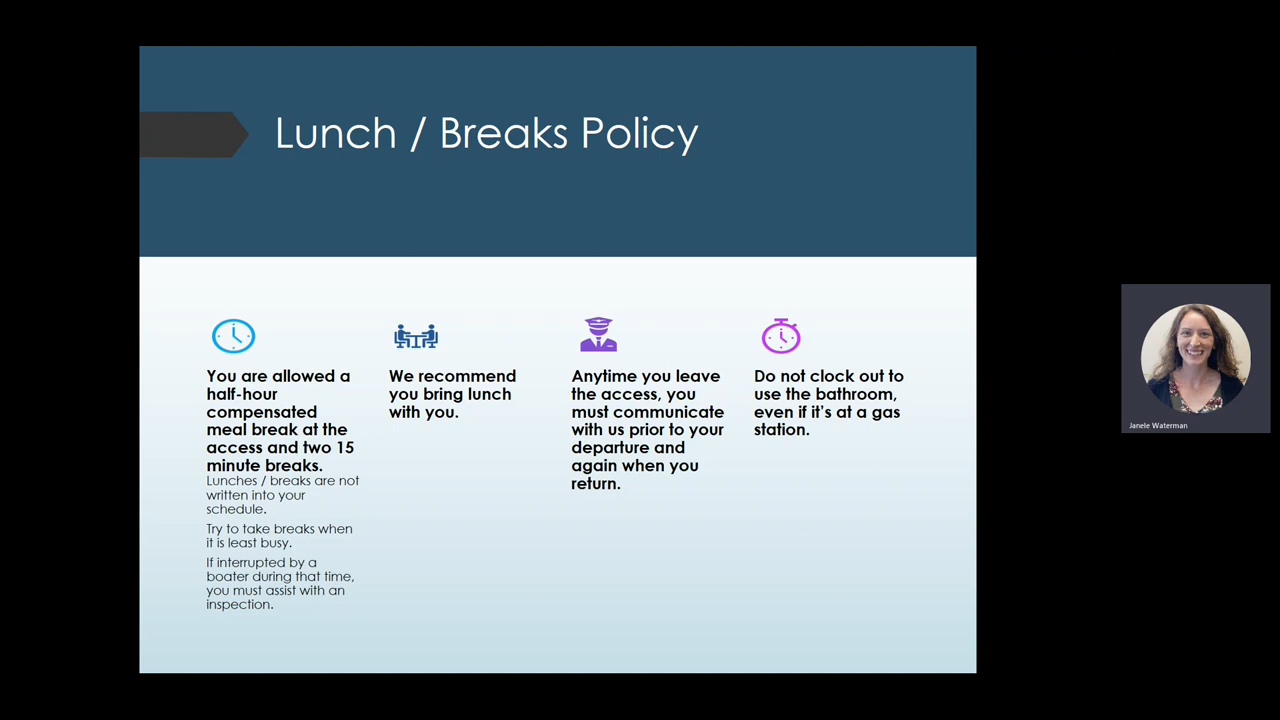 Lunch / Breaks Policy
You are allowed a
half-hour
compensated
meal break at the
access and two 15
minute breaks.
Lunches / breaks are not
written into your
schedule.
Try to take breaks when
it is least busy.
If interrupted by a
boater during that time,
you must assist with an
inspection.
We recommend
you bring lunch
with you.
Anytime you leave
the access, you
must communicate
with us prior to your
departure and
again when you
return.
Do not clock out to
use the bathroom,
even if it's at a gas
station.
Janele Waterman